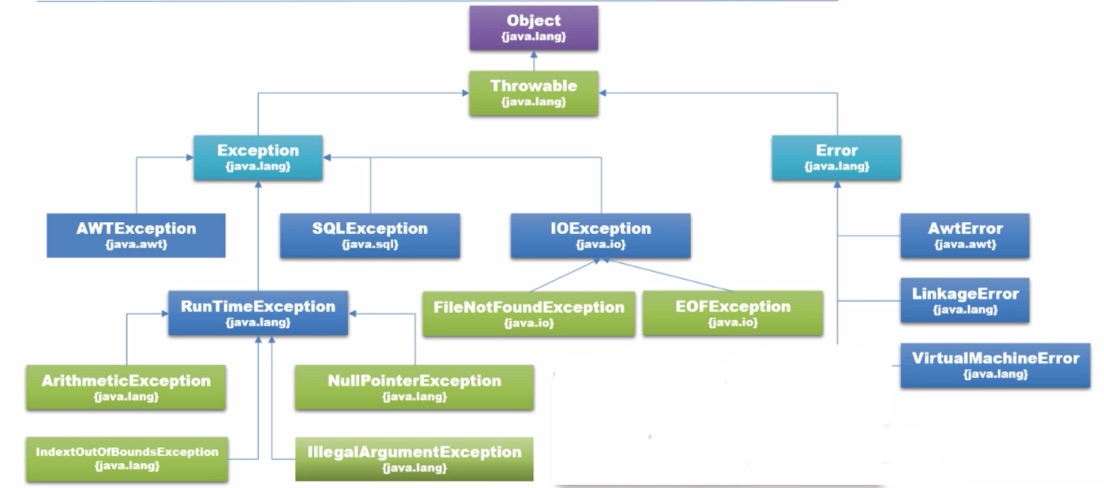 Object
{java.lang}
Throwable
{java.lang}
Exception
{java.lang}
Error
{java.lang}
AWTException
{java.awt}
SQLException
{java.sql}
IOException
{java.io}
AwtError
{java.awt}
LinkageError
{java.lang}
RunTimeException
{java.lang}
FileNotFoundException
{java.io}
EOFException
{java.io}
VirtualMachineError
{java.lang}
ArithmeticException
{java.lang}
NullPointerException
{java.lang}
IndextOutOfBoundsException
{java.lang}
IllegalArgumentException
{java.lang}